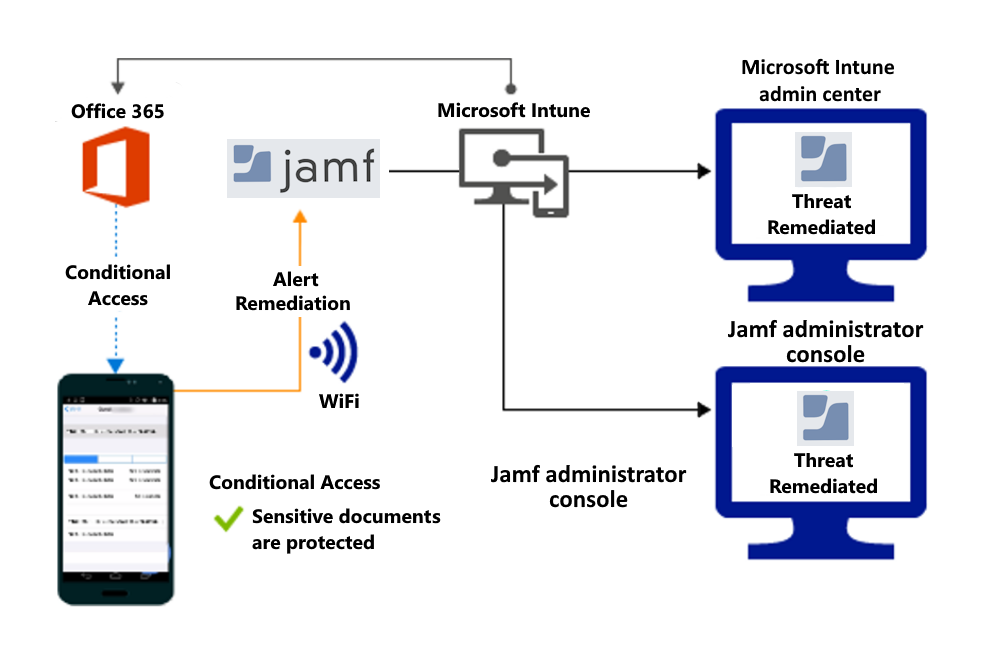 Office 365
Microsoft Intune
Microsoft Intune
admin center
jamf
Threat
Remediated
Conditional
Access
Alert
Remediation
WiFi
Jamf administrator
console
Threat
Remediated
Jamf administrator
console
Conditional Access
Sensitive documents
are protected